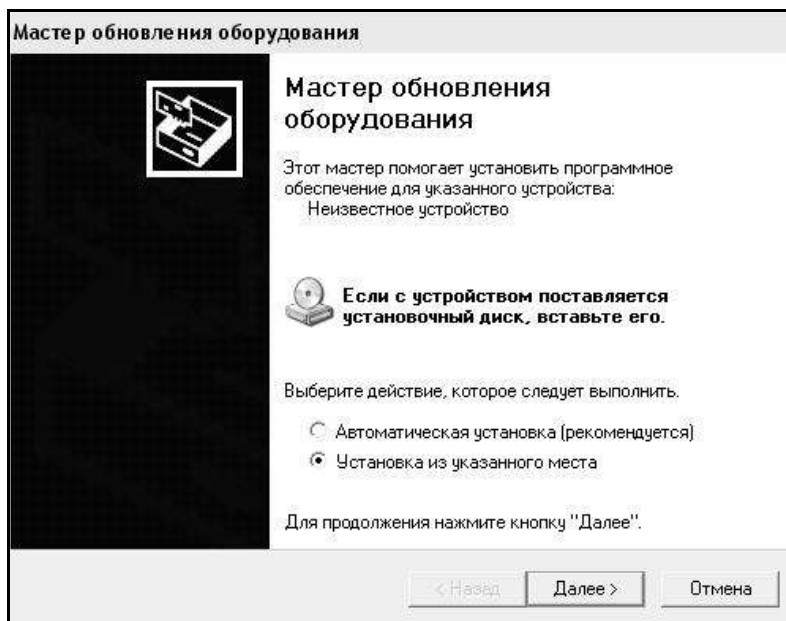 Мастер обновления оборудования
Мастер обновления
оборудования
Этот мастер помогает установить программное
обеспечение для указанного устройства:
Неизвестное устройство
Если с устройством поставляется
установочный диск, вставьте его.
Выберите действие, которое следует выполнить.
Автоматическая установка (рекомендуется)
Установка из указанного места
Для продолжения нажмите кнопку "Далее".
< Назад Далее > Отмена